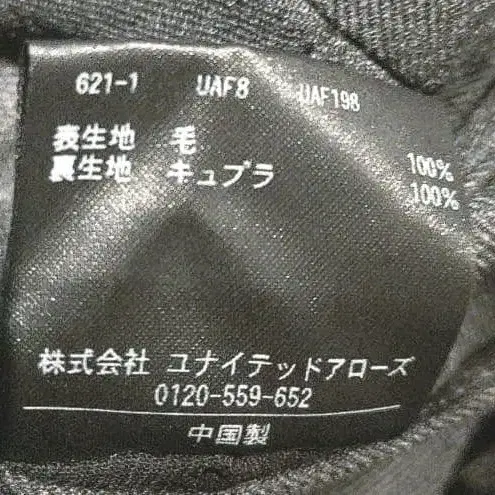 621-1 UAF8 UAF198
表生地 毛 100%
裏生地 キュプラ 100%
株式会社 ユナイテッドアローズ
0120-559-652
中国製